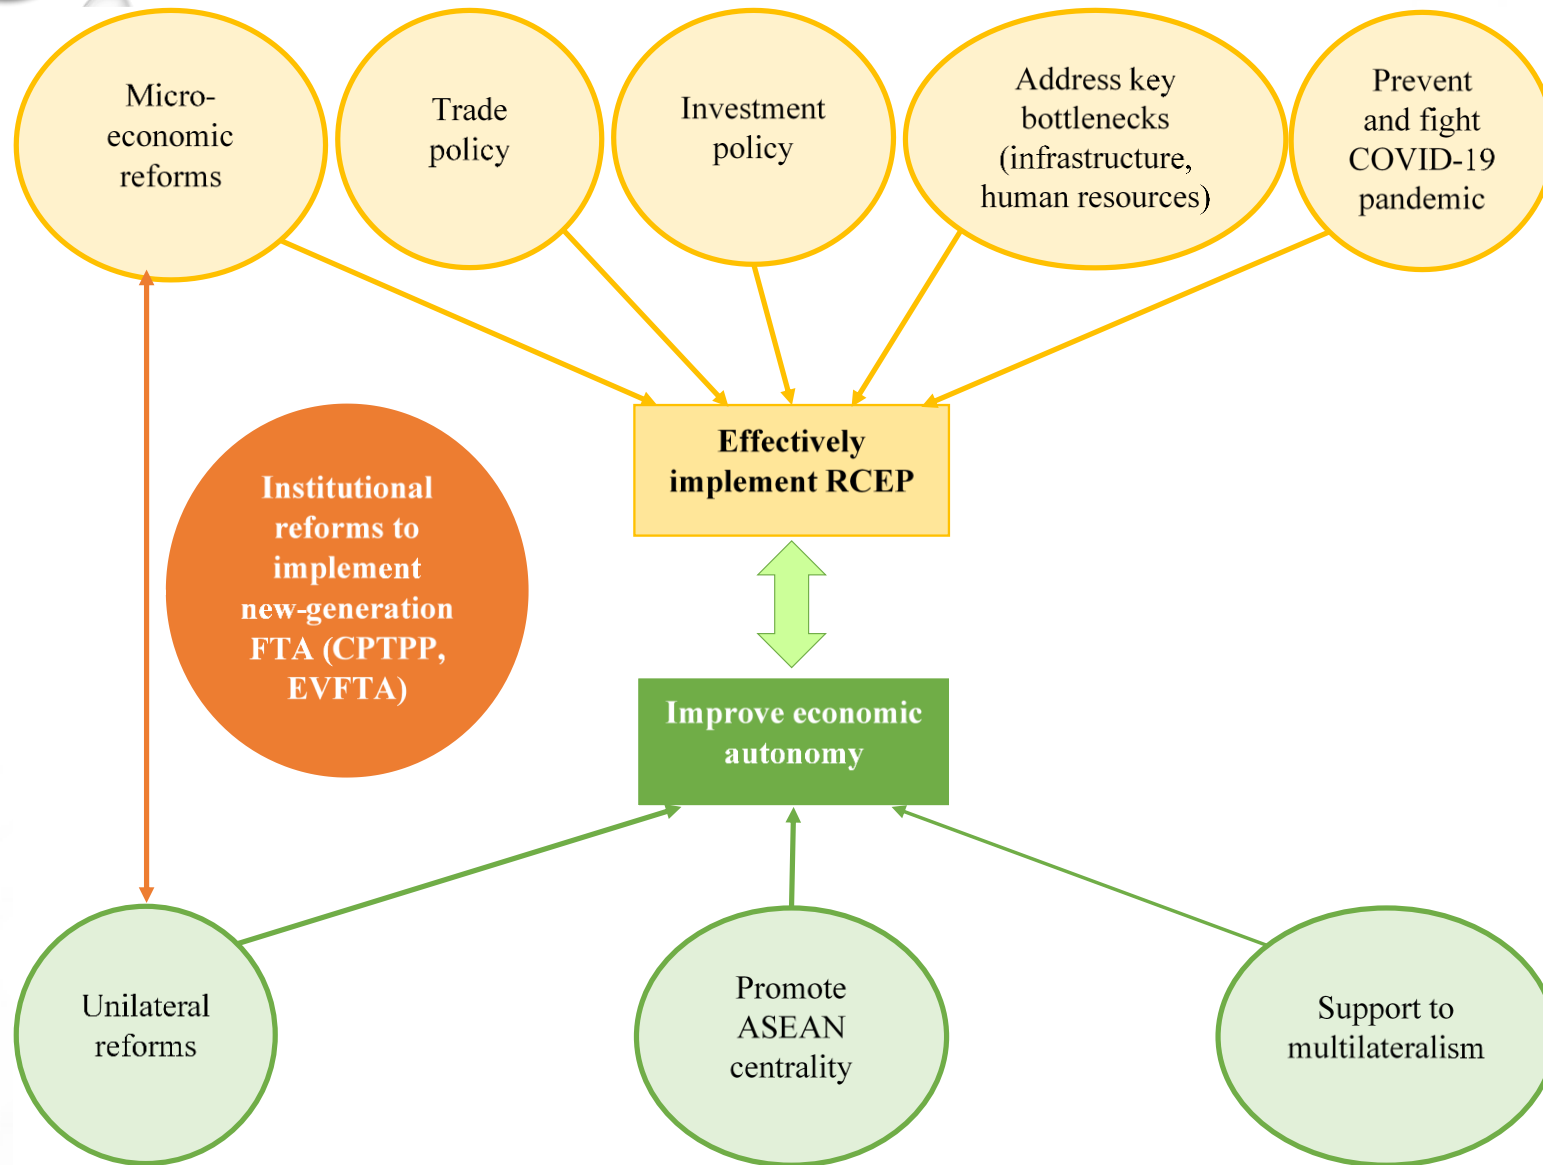 Micro-
economic
reforms
Trade
policy
Investment
policy
Address key
bottlenecks
(infrastructure,
human resources)
Prevent
and fight
COVID-19
pandemic
Effectively
implement RCEP
Institutional
reforms to
implement
new-generation
FTA (CPTPP,
EVFTA)
Improve economic
autonomy
Unilateral
reforms
Promote
ASEAN
centrality
Support to
multilateralism